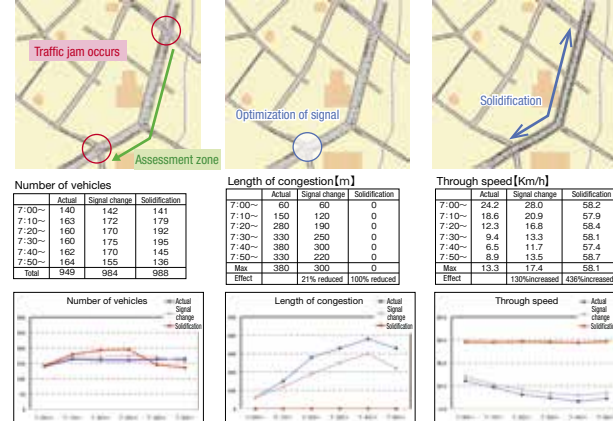 Traffic jam occurs
Assessment zone
Optimization of signal
Solidification
Number of vehicles
Actual Signal change Solidification
7:00～ 140 142 141
7:10～ 163 172 179
7:20～ 160 170 192
7:30～ 160 175 195
7:40～ 162 170 145
7:50～ 164 155 136
Total 949 984 988
Length of congestion【m】
Actual Signal change Solidification
7:00～ 60 60 0
7:10～ 150 120 0
7:20～ 280 190 0
7:30～ 330 250 0
7:40～ 380 300 0
7:50～ 330 220 0
Max 380 300 0
Effect 21% reduced 100% reduced
Through speed【Km/h】
Actual Signal change Solidification
7:00～ 24.2 28.0 58.2
7:10～ 18.6 20.9 57.9
7:20～ 12.3 16.8 58.4
7:30～ 9.4 13.3 58.1
7:40～ 6.5 11.7 57.4
7:50～ 8.9 13.5 58.7
Max 13.3 17.4 58.1
Effect 130%increased 436%increased
Number of vehicles
Actual
Signal
change
Solidification
Length of congestion
Actual
Signal
change
Solidification
Through speed
Actual
Signal
change